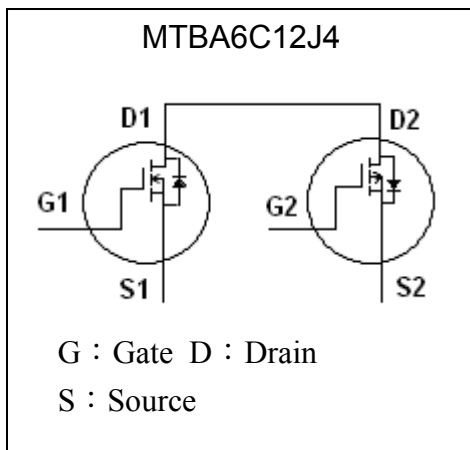 MTBA6C12J4
D1 D2
G1 G2
S1 S2
G：Gate D：Drain
S：Source